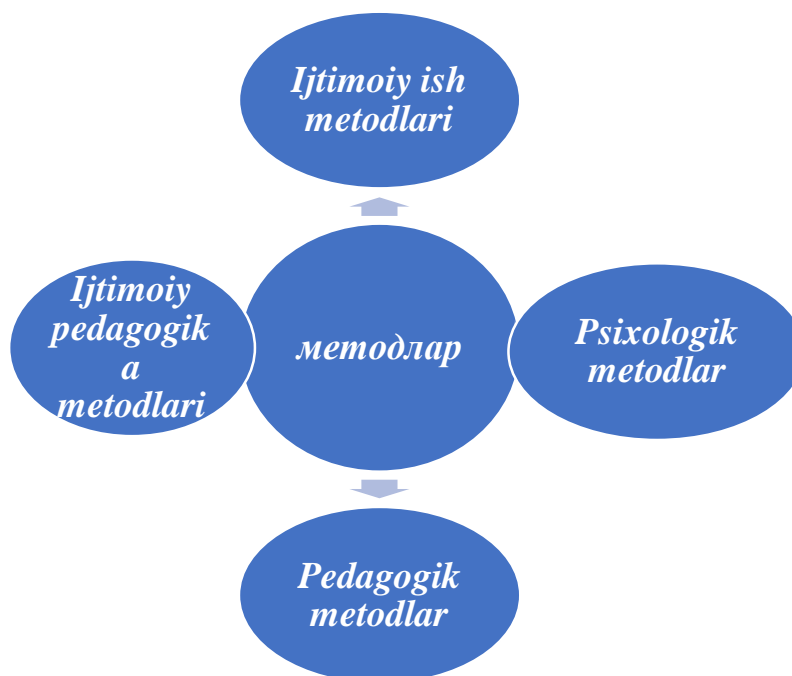 Ijtimoiy ish
metodlari
Ijtimoiy
pedagogik
a
metodlari
методлар
Psixologik
metodlar
Pedagogik
metodlar